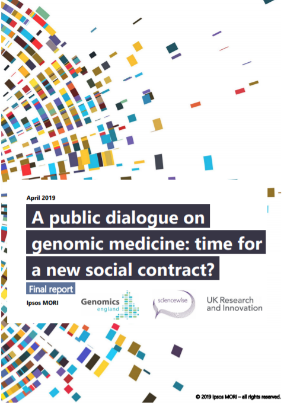 April 2019
A public dialogue on
genomic medicine: time for
a new social contract?
Final report
Ipsos MORI
Genomics
england
sciencewise
UK Research
and Innovation
© 2019 Ipsos MORI – all rights reserved.